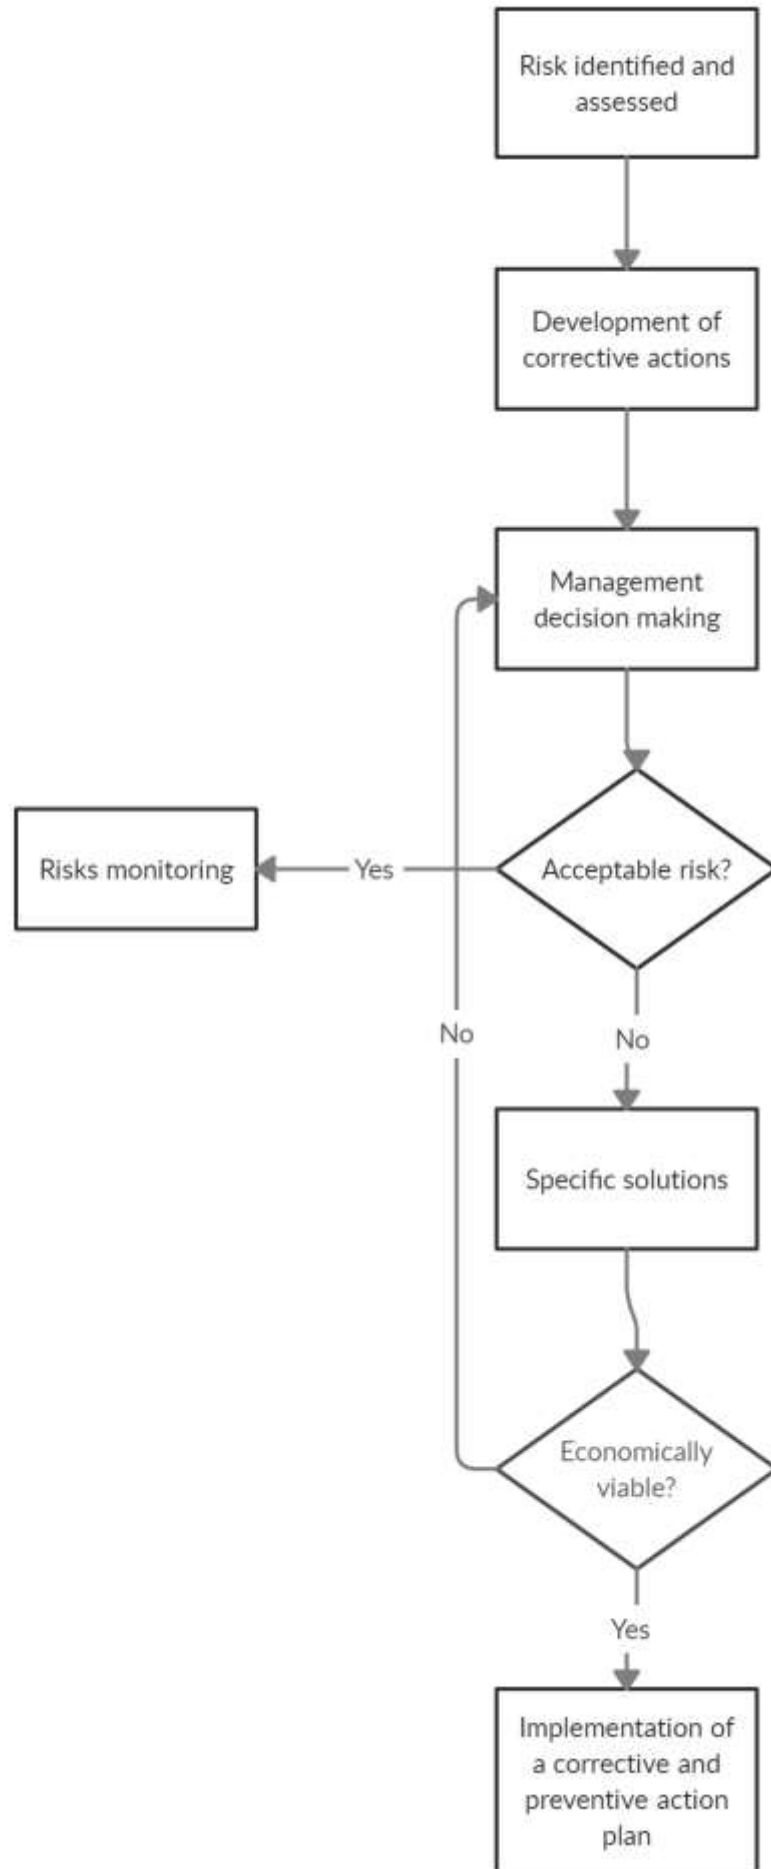 Risk identified and
assessed
Development of
corrective actions
Management
decision making
Risks monitoring
Yes
Acceptable risk?
No
No
Specific solutions
Economically
viable?
Yes
Implementation of
a corrective and
preventive action
plan